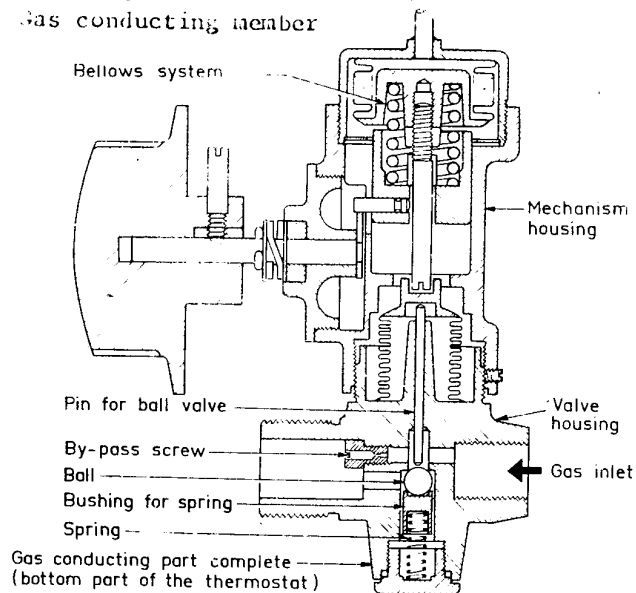 Gas conducting member
Bellows system
Mechanism
housing
Pin for ball valve
Valve
housing
By-pass screw
Gas inlet
Ball
Bushing for spring
Spring
Gas conducting part complete
(bottom part of the thermostat)